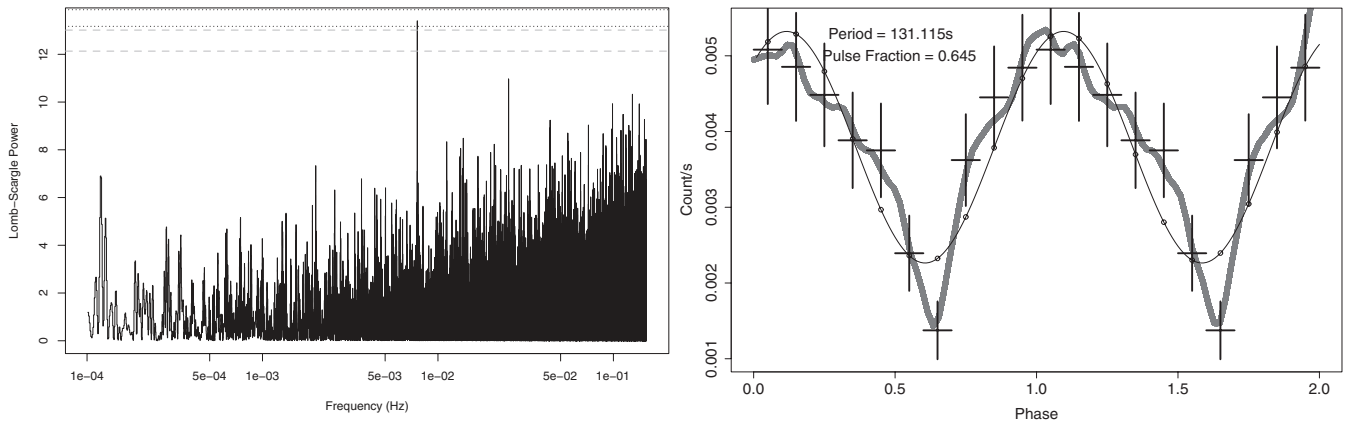 Lomb−Scargle Power
0
2
4
6
8
10
12
1e−04
5e−04
1e−03
5e−03
1e−02
5e−02
1e−01
Frequency (Hz)
Period = 131.115s
Pulse Fraction = 0.645
Count/s
0.001
0.002
0.003
0.004
0.005
0.0
0.5
1.0
1.5
2.0
Phase